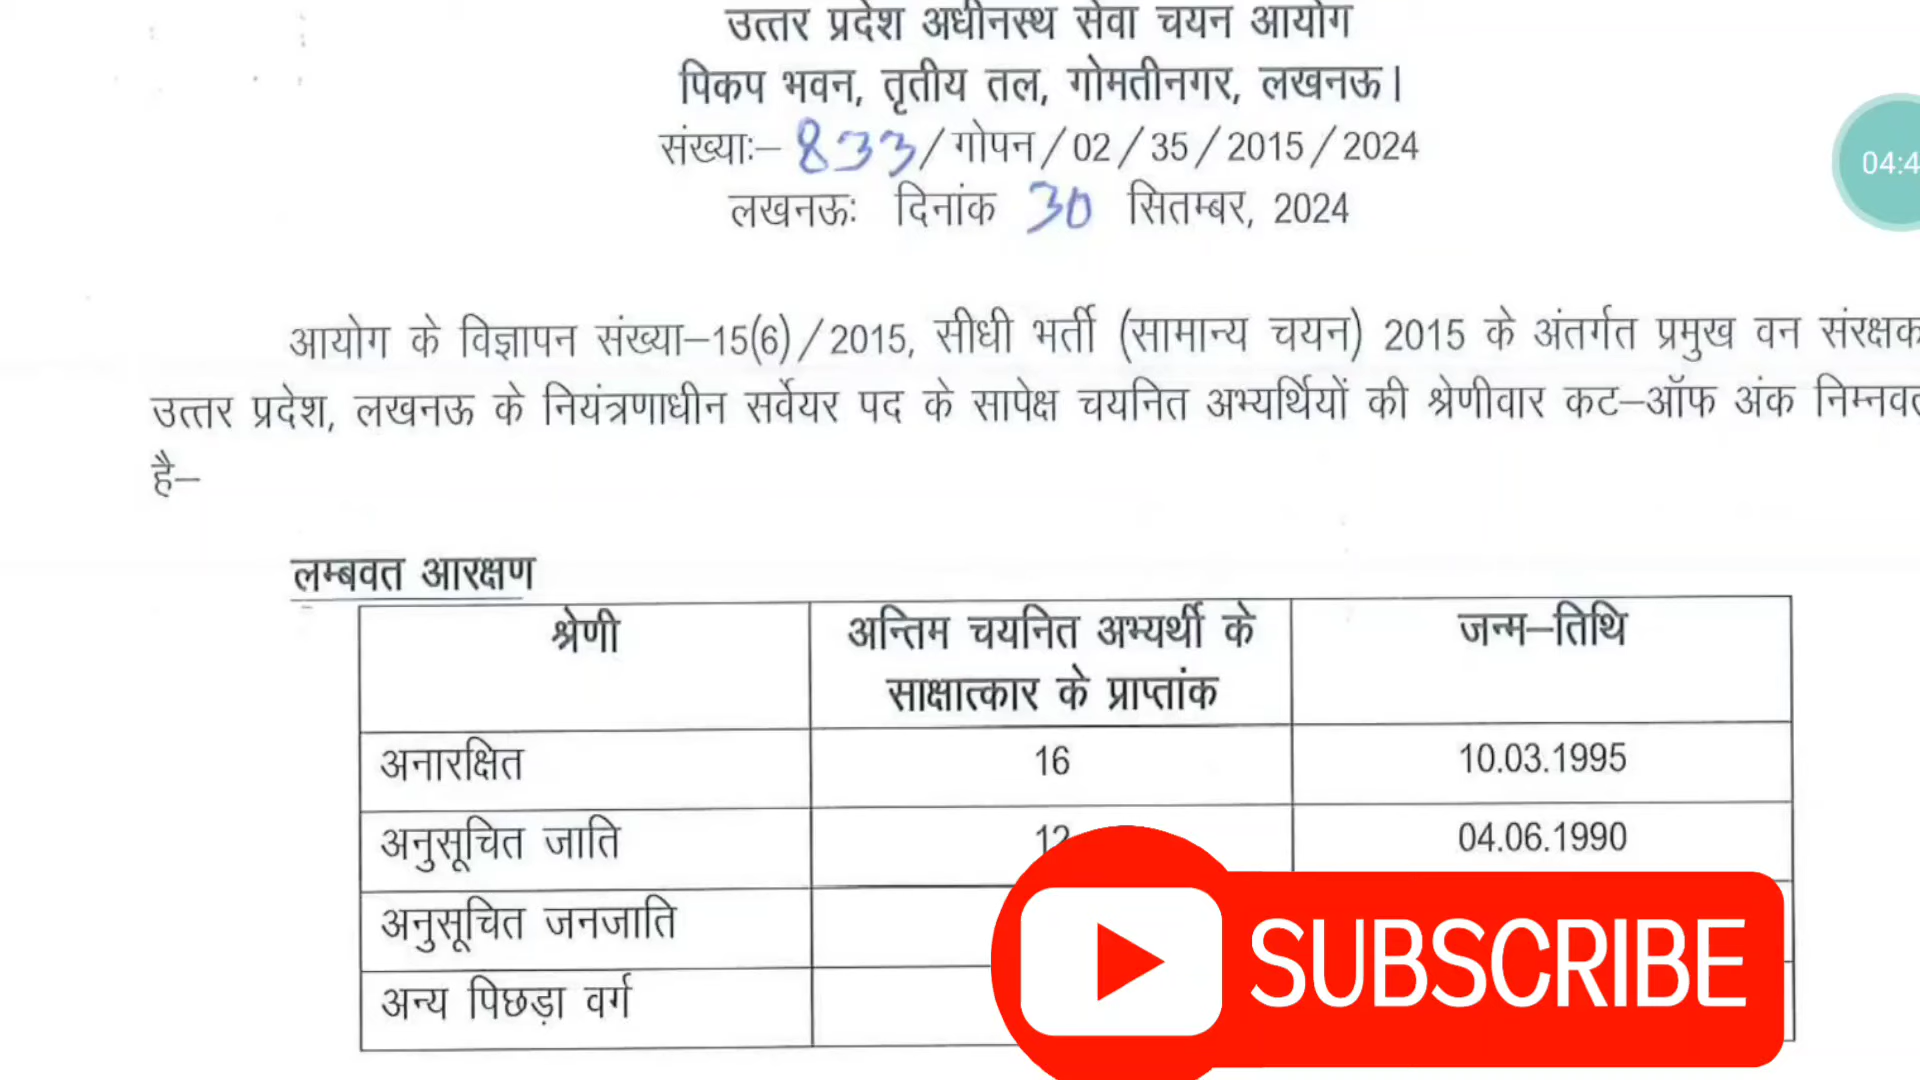 उत्तर प्रदेश अधीनस्थ सेवा चयन आयोग
पिकप भवन, तृतीय तल, गोमतीनगर, लखनऊ।
संख्याः– 833/गोपन/02/35/2015/2024
लखनऊः दिनांक 30 सितम्बर, 2024
04:4
आयोग के विज्ञापन संख्या–15(6)/2015, सीधी भर्ती (सामान्य चयन) 2015 के अंतर्गत प्रमुख वन संरक्षक
उत्तर प्रदेश, लखनऊ के नियंत्रणाधीन सर्वेयर पद के सापेक्ष चयनित अभ्यर्थियों की श्रेणीवार कट–ऑफ अंक
है–
लम्बवत आरक्षण
श्रेणी अन्तिम चयनित अभ्यर्थी के जन्म–तिथि
साक्षात्कार के प्राप्तांक
अनारक्षित 16 10.03.1995
अनुसूचित जाति 12 04.06.1990
अनुसूचित जनजाति
अन्य पिछड़ा वर्ग
SUBSCRIBE